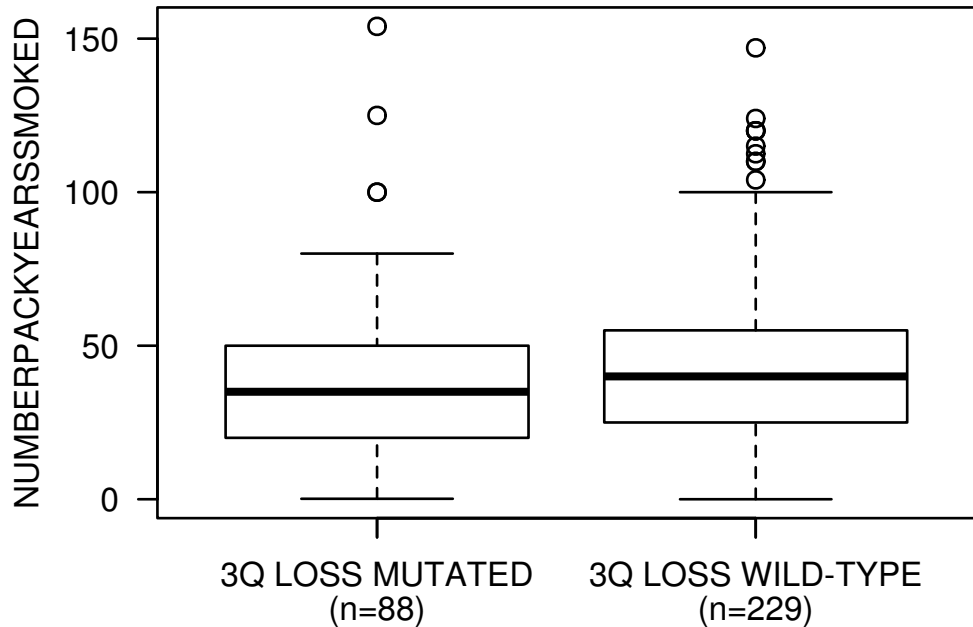 NUMBERPACKYEARSSMOKED
150
100
50
0
3Q LOSS MUTATED
(n=88)
3Q LOSS WILD-TYPE
(n=229)